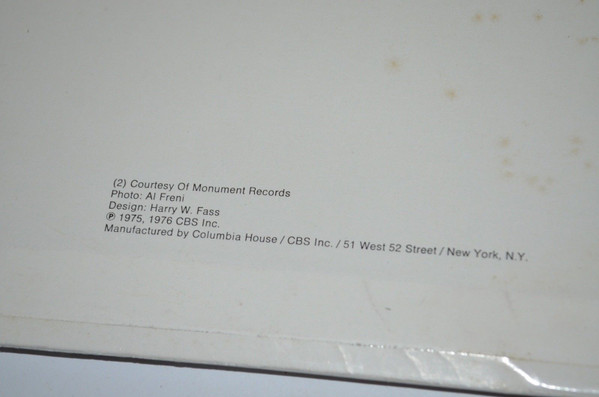 (2) Courtesy Of Monument Records
Photo: Al Freni
Design: Harry W. Fass
℗ 1975, 1976 CBS Inc.
Manufactured by Columbia House / CBS Inc. / 51 West 52 Street / New York, N.Y.